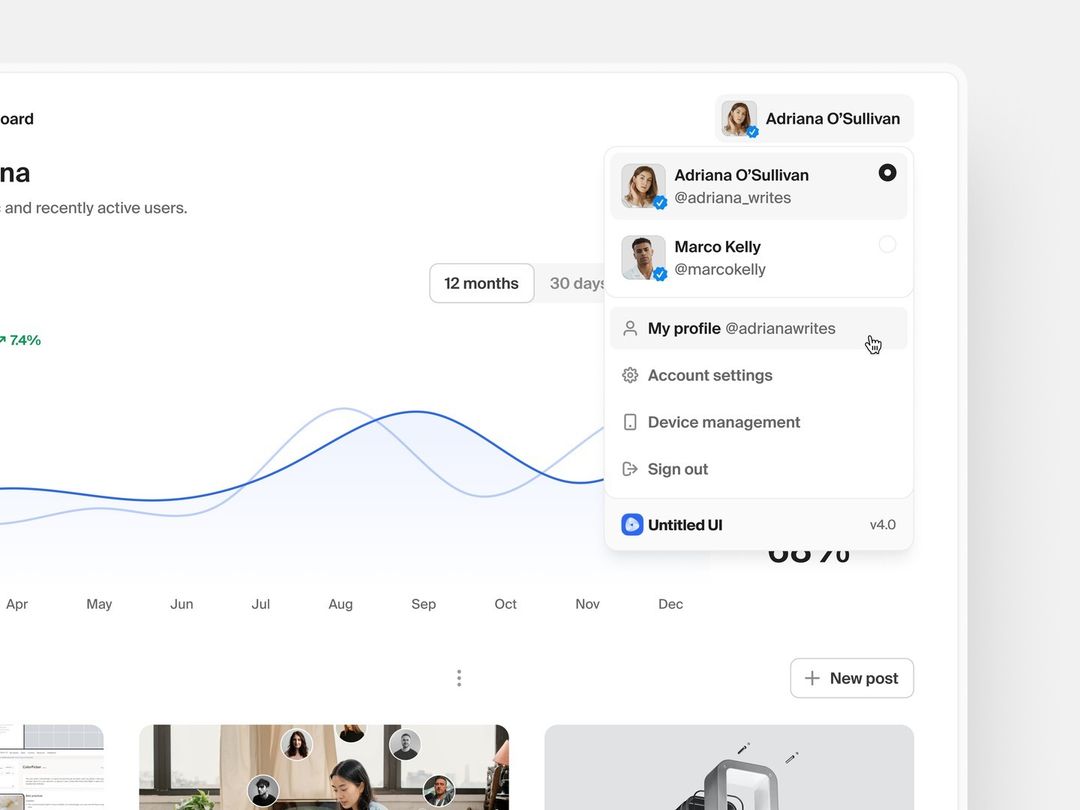 oard
Adriana O’Sullivan
na
and recently active users.
Adriana O’Sullivan
@adriana_writes
Marco Kelly
@marcokelly
12 months
30 days
My profile @adrianawrites
7.4%
Account settings
Device management
Sign out
Untitled UI
v4.0
68%
Apr
May
Jun
Jul
Aug
Sep
Oct
Nov
Dec
New post
ColorPicker